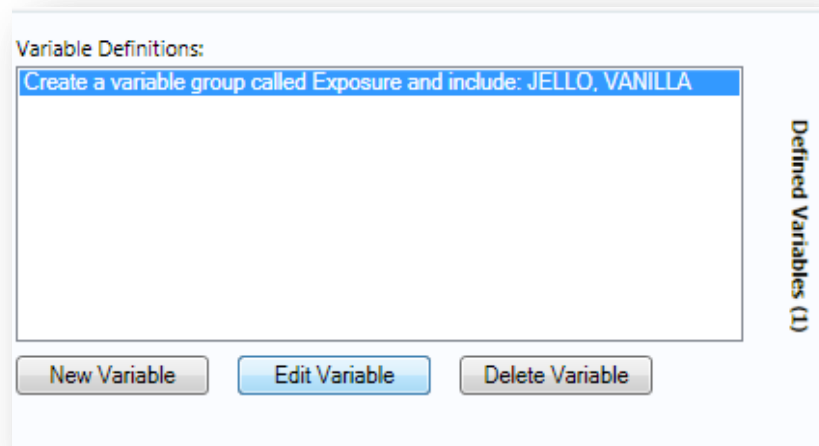 Variable Definitions:
Create a variable group called Exposure and include: JELLO, VANILLA
Defined Variables (1)
New Variable
Edit Variable
Delete Variable